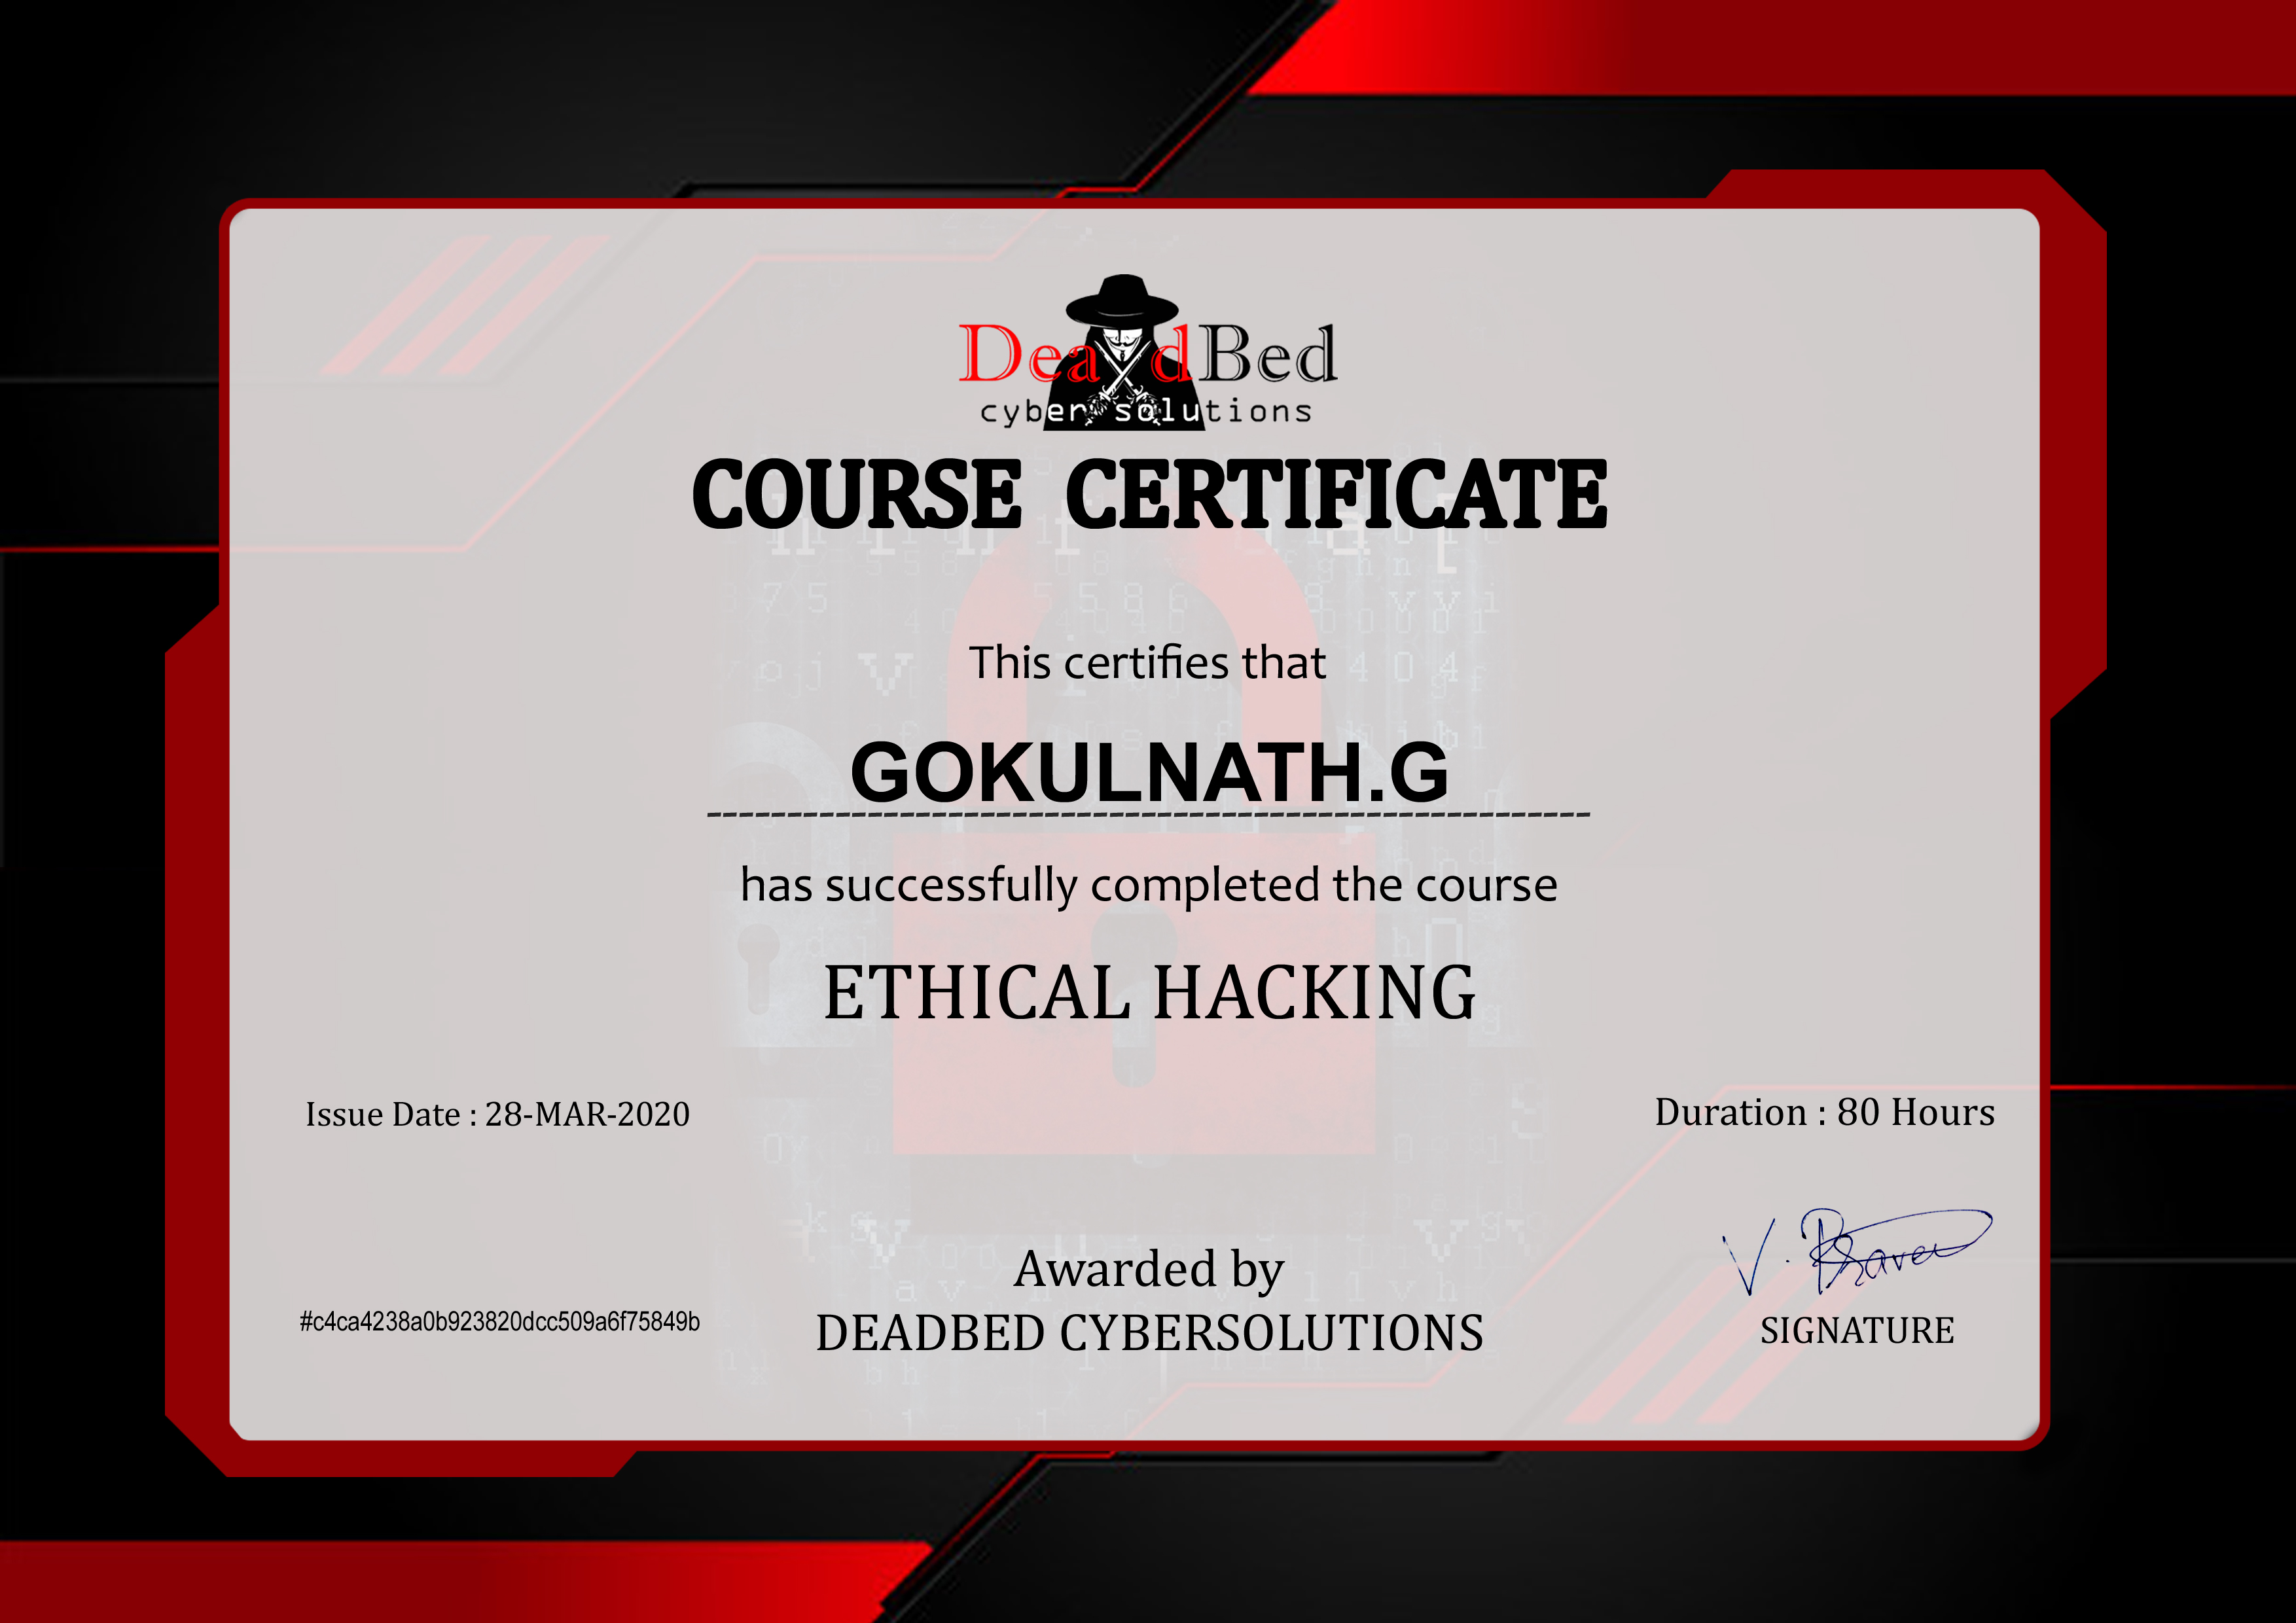 DeadBed
cyber solutions
COURSE CERTIFICATE
This certifies that
GOKULNATH.G
has successfully completed the course
ETHICAL HACKING
Issue Date : 28-MAR-2020
Duration : 80 Hours
Awarded by
#c4ca4238a0b923820dcc509a6f75849b
DEADBED CYBERSOLUTIONS
SIGNATURE